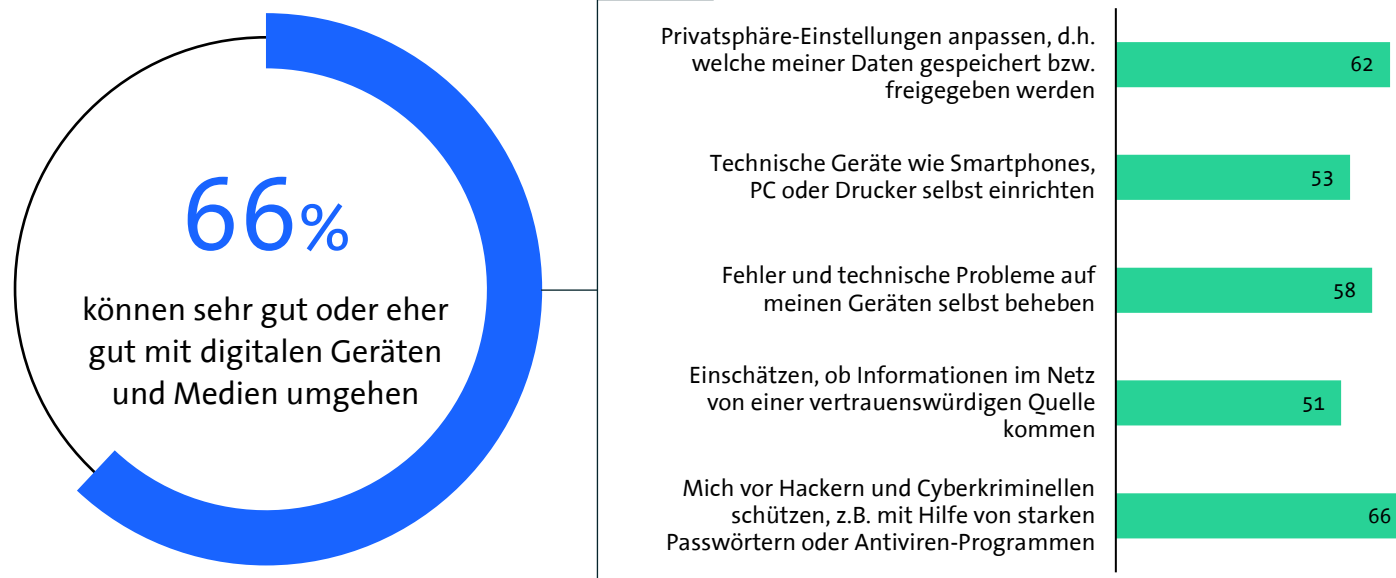 66%
können sehr gut oder eher
gut mit digitalen Geräten
und Medien umgehen
Privatsphäre-Einstellungen anpassen, d.h.
welche meiner Daten gespeichert bzw.
freigegeben werden
62
Technische Geräte wie Smartphones,
PC oder Drucker selbst einrichten
53
Fehler und technische Probleme auf
meinen Geräten selbst beheben
58
Einschätzen, ob Informationen im Netz
von einer vertrauenswürdigen Quelle
kommen
51
Mich vor Hackern und Cyberkriminellen
schützen, z.B. mit Hilfe von starken
Passwörtern oder Antiviren-Programmen
66